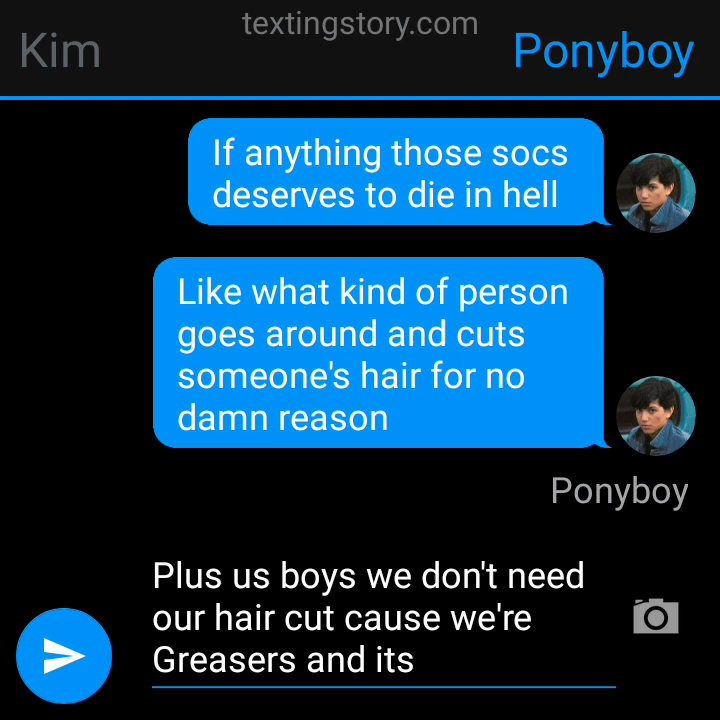 textingstory.com
Kim
Ponyboy
If anything those socs
deserves to die in hell
Like what kind of person
goes around and cuts
someone's hair for no
damn reason
Ponyboy
Plus us boys we don't need
our hair cut cause we're
Greasers and its